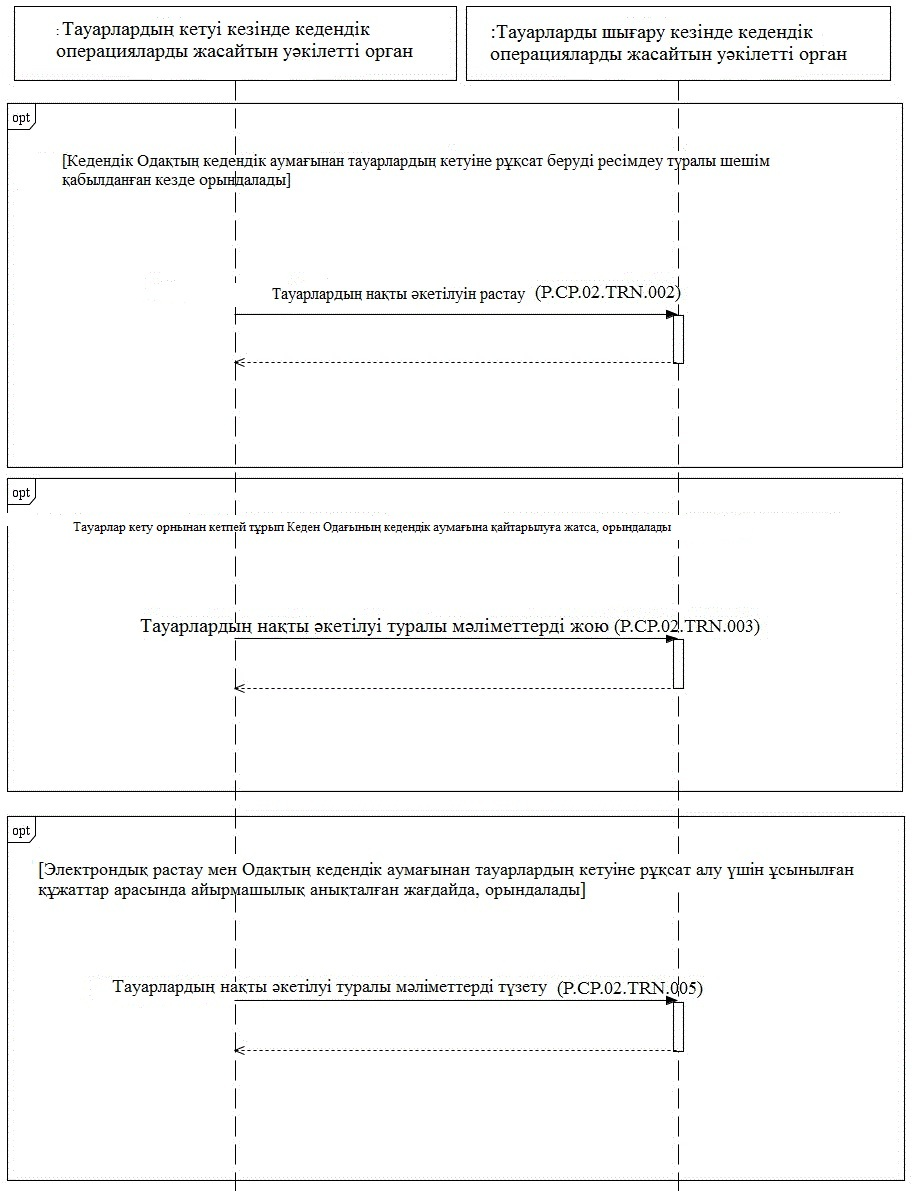 :Тауарлардың кетуі кезінде кедендік
операцияларды жасайтын уәкілетті орган
:Тауарларды шығару кезінде кедендік
операцияларды жасайтын уәкілетті орган
opt
[Кедендік Одақтың кедендік аумағынан тауарлардың кетуіне рұқсат беруді ресімдеу туралы шешім
қабылданған кезде орындалады]
Тауарлардың нақты әкетілуін растау (P.CP.02.TRN.002)
opt
Тауарлар кету орнынан кетпей тұрып Кеден Одағының кедендік аумағына қайтарылуға жатса, орындалады
Тауарлардың нақты әкетілуі туралы мәліметтерді жою (P.CP.02.TRN.003)
opt
[Электрондық растау мен Одақтың кедендік аумағынан тауарлардың кетуіне рұқсат алу үшін ұсынылған
құжаттар арасында айырмашылық анықталған жағдайда, орындалады]
Тауарлардың нақты әкетілуі туралы мәліметтерді түзету (P.CP.02.TRN.005)